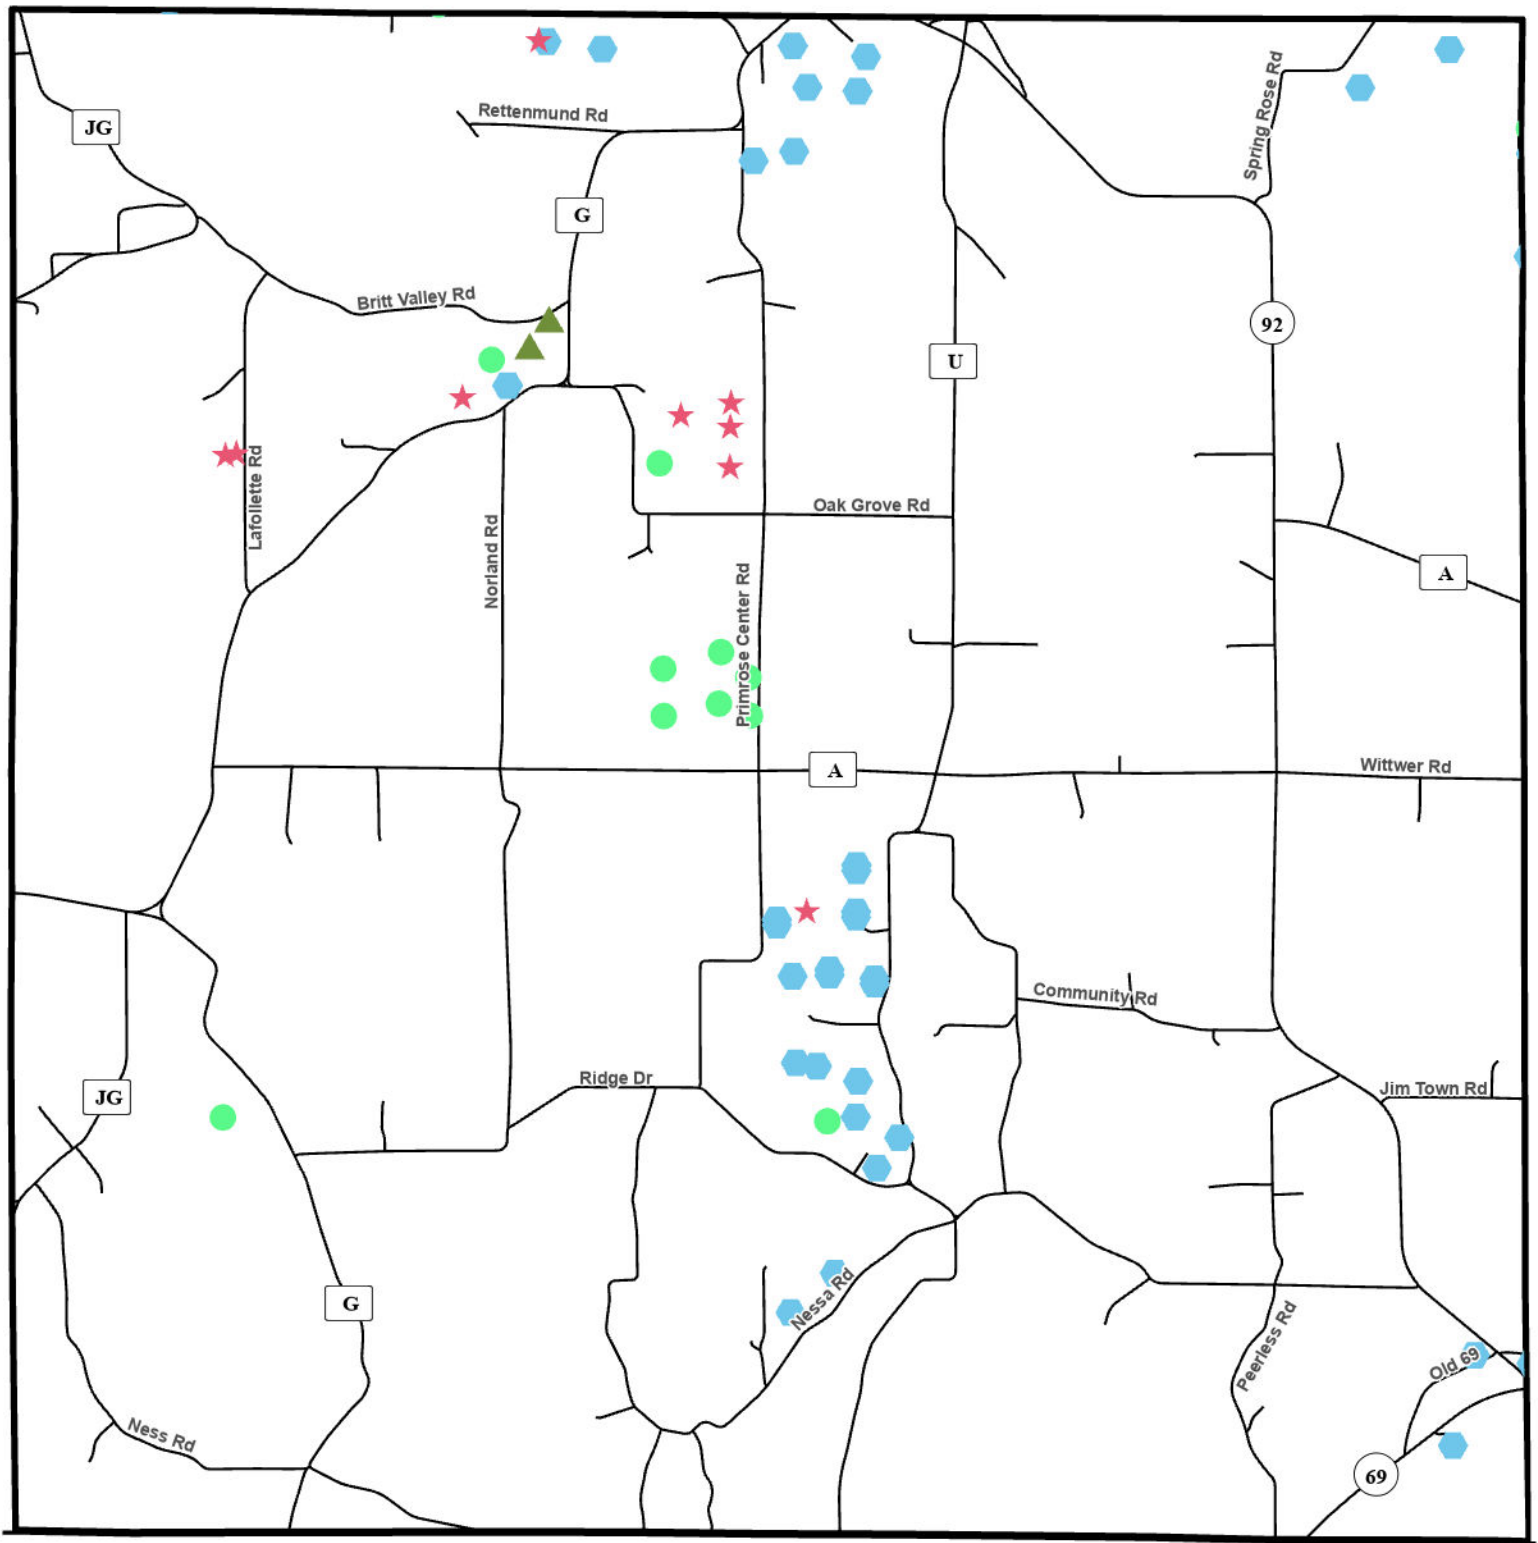 Spring Rose Rd
Rettenmund Rd
JG
G
Britt Valley Rd
92
U
Lafollette Rd
Oak Grove Rd
Norland Rd
Primrose Center Rd
A
Wittwer Rd
A
Community Rd
Ridge Dr
Jim Town Rd
JG
Nessa Rd
G
Peerless Rd
Old 69
Ness Rd
69